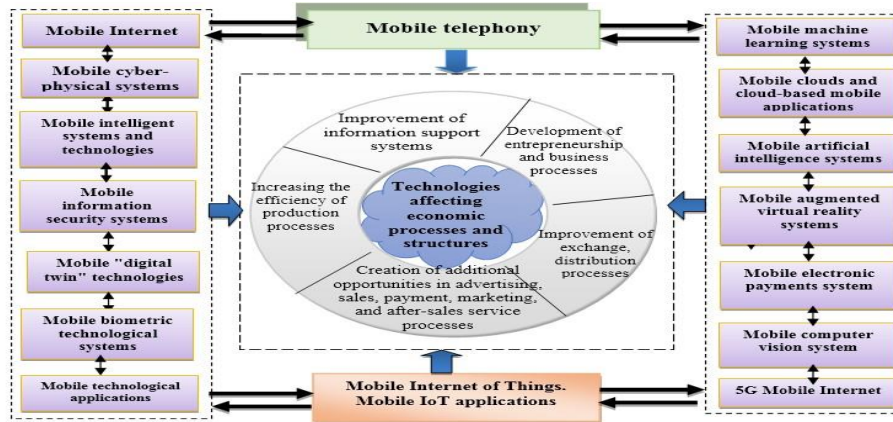 Mobile telephony
Mobile Internet
Mobile cyber-
physical systems
Mobile intelligent
systems and
technologies
Mobile
information
security systems
Mobile "digital
twin" technologies
Mobile biometric
technological
systems
Mobile technological
applications
Improvement of
information support
systems
Development of
entrepreneurship
and business
processes
Increasing the
efficiency of
production
processes
Technologies
affecting
economic
processes and
structures
Improvement of
exchange,
distribution
processes
Creation of additional
opportunities in advertising,
sales, payment, marketing,
and after-sales service
processes
Mobile Internet of Things.
Mobile IoT applications
Mobile machine
learning systems
Mobile clouds and
cloud-based mobile
applications
Mobile artificial
intelligence systems
Mobile augmented
virtual reality
systems
Mobile electronic
payments system
Mobile computer
vision system
5G Mobile Internet